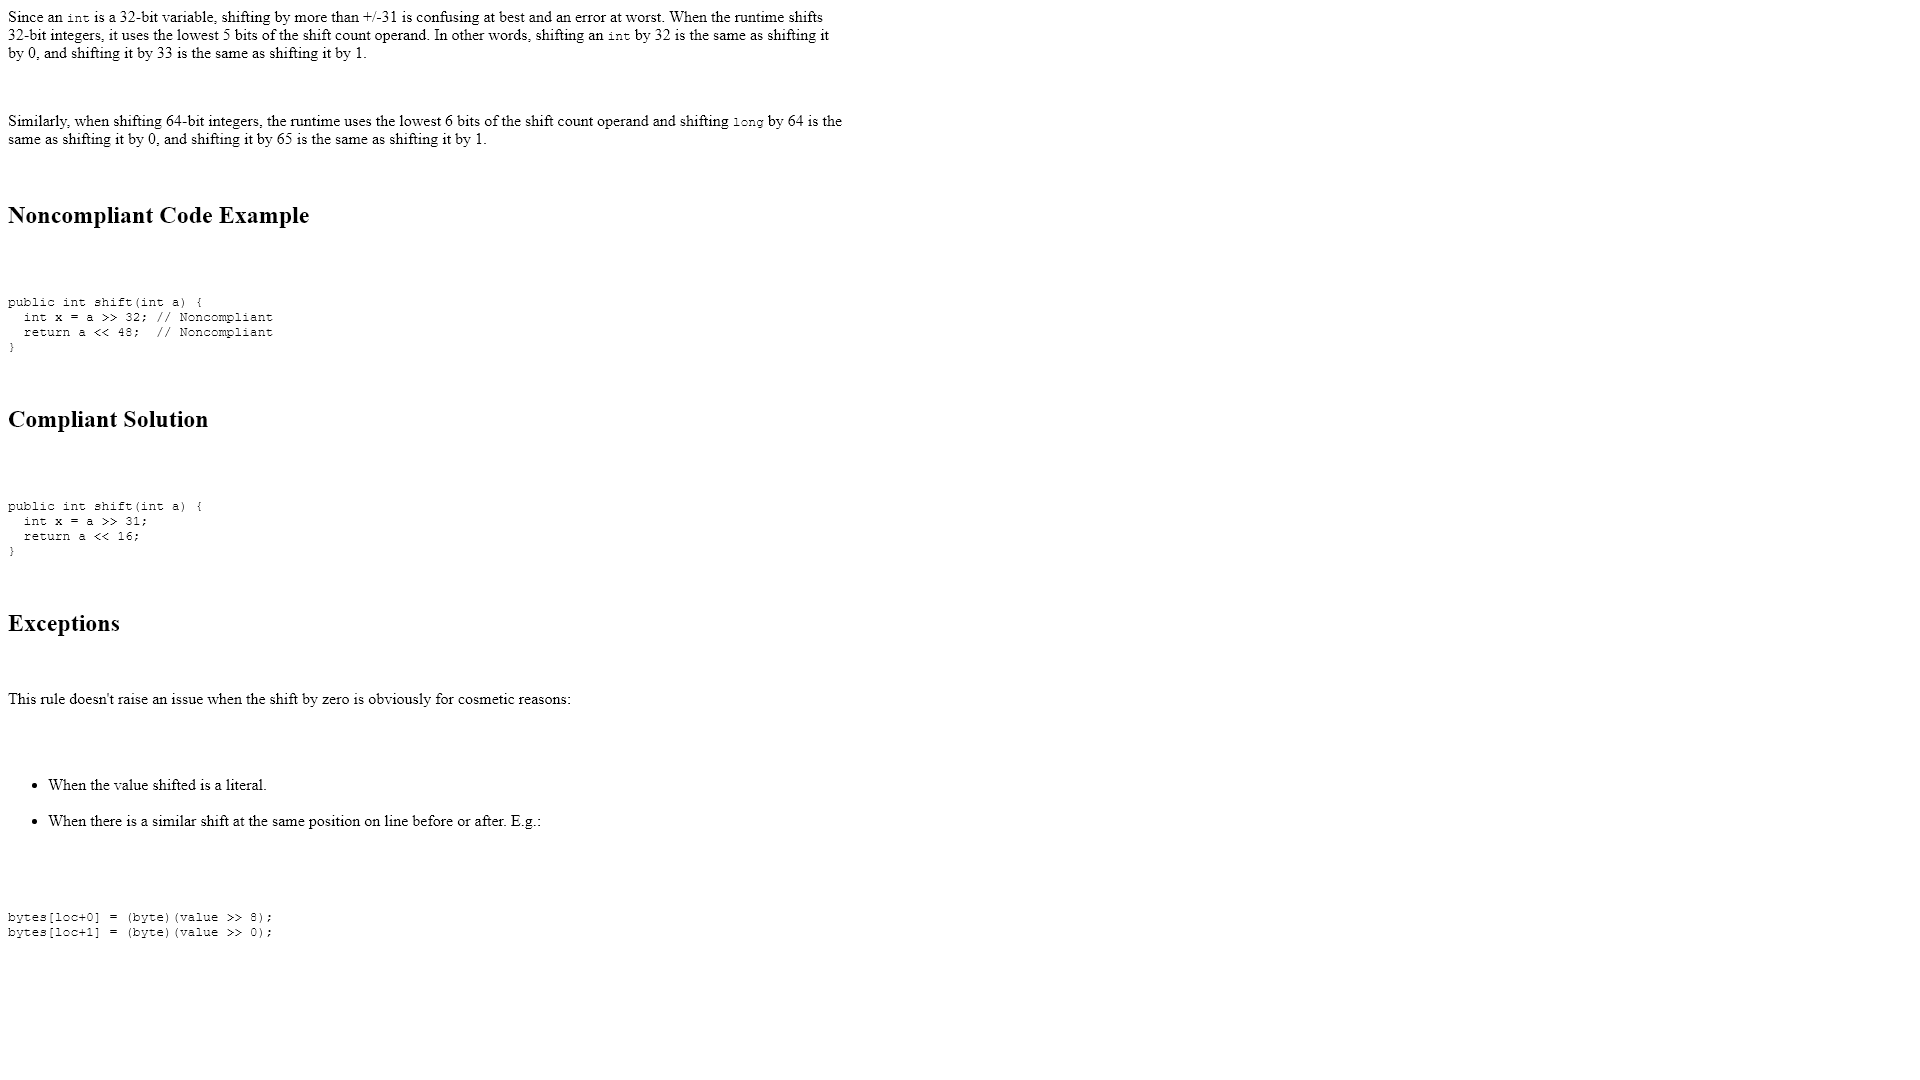 Since an int is a 32-bit variable, shifting by more than +/-31 is confusing at best and an error at worst. When the runtime shifts
32-bit integers, it uses the lowest 5 bits of the shift count operand. In other words, shifting an int by 32 is the same as shifting it
by 0, and shifting it by 33 is the same as shifting it by 1.
Similarly, when shifting 64-bit integers, the runtime uses the lowest 6 bits of the shift count operand and shifting long by 64 is the
same as shifting it by 0, and shifting it by 65 is the same as shifting it by 1.
Noncompliant Code Example
public int shift(int a) {
  int x = a >> 32; // Noncompliant
  return a << 48;  // Noncompliant
}
Compliant Solution
public int shift(int a) {
  int x = a >> 31;
  return a << 16;
}
Exceptions
This rule doesn't raise an issue when the shift by zero is obviously for cosmetic reasons:
• When the value shifted is a literal.
• When there is a similar shift at the same position on line before or after. E.g.:
bytes[loc+0] = (byte)(value >> 8);
bytes[loc+1] = (byte)(value >> 0);